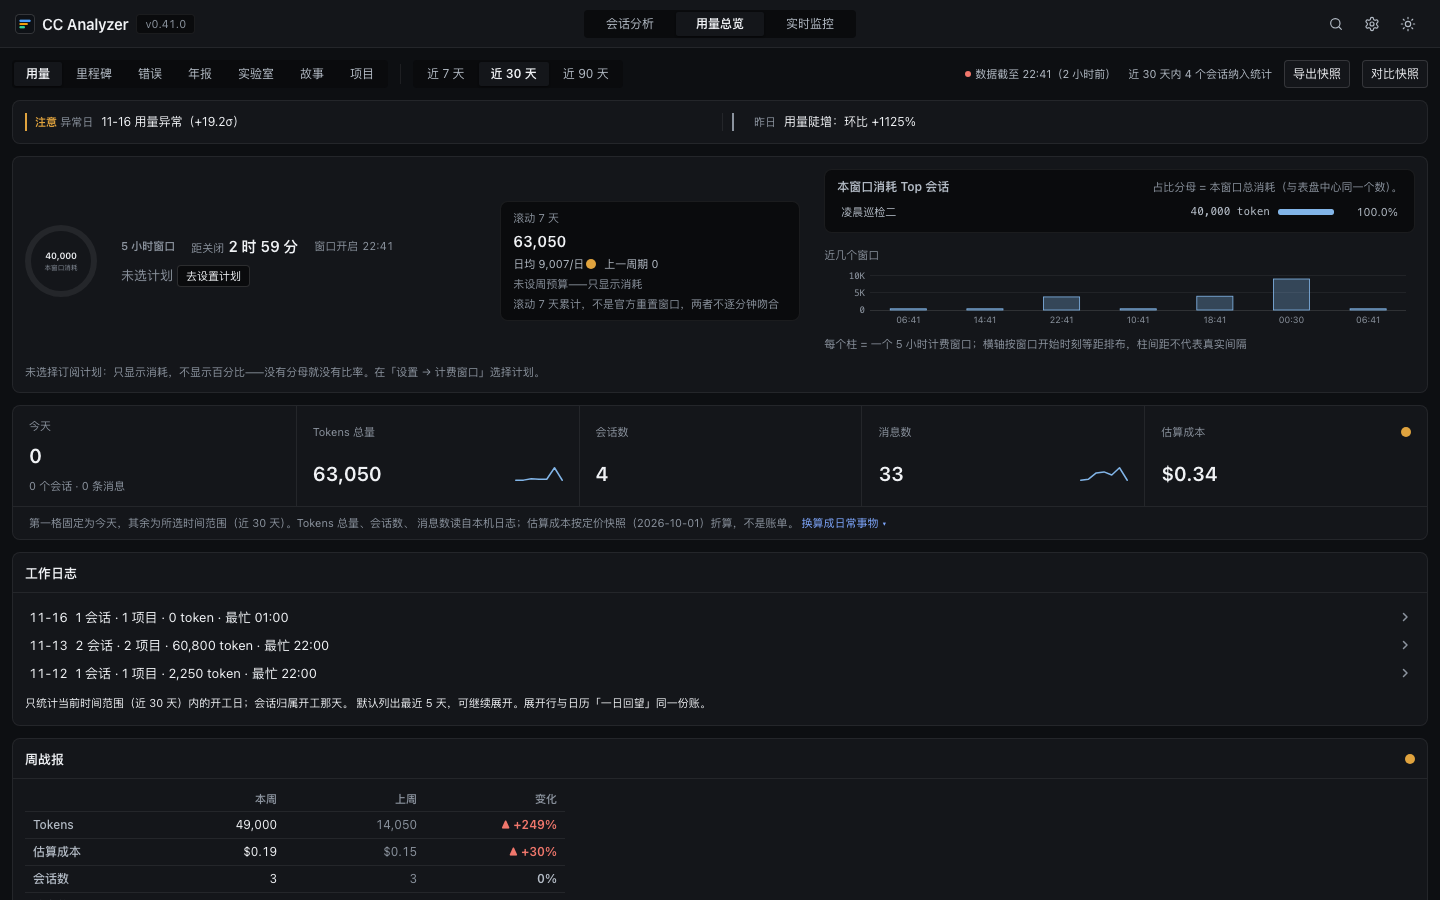 CC Analyzer v0.41.0 会话分析 用量总览 实时监控
用量 里程碑 错误 年报 实验室 故事 项目 近 7 天 近 30 天 近 90 天 数据截至 22:41（2 小时前） 近 30 天内 4 个会话纳入统计 导出快照 对比快照
注意 异常日 11-16 用量异常（+19.2σ） 昨日 用量陡增：环比 +1125%
40,000
本窗口消耗
5 小时窗口 距关闭 2 时 59 分 窗口开启 22:41
未选计划 去设置计划
滚动 7 天
63,050
日均 9,007/日 上一周期 0
未设周预算——只显示消耗
滚动 7 天累计，不是官方重置窗口，两者不逐分钟吻合
本窗口消耗 Top 会话 占比分母 = 本窗口总消耗（与表盘中心同一个数）。
凌晨巡检二 40,000 token 100.0%
近几个窗口
10K
5K
0
06:41 14:41 22:41 10:41 18:41 00:30 06:41
每个柱 = 一个 5 小时计费窗口；横轴按窗口开始时刻等距排布，柱间距不代表真实间隔
未选择订阅计划：只显示消耗，不显示百分比——没有分母就没有比率。在「设置 → 计费窗口」选择计划。
今天
0
0 个会话 · 0 条消息
Tokens 总量
63,050
会话数
4
消息数
33
估算成本
$0.34
第一格固定为今天，其余为所选时间范围（近 30 天）。Tokens 总量、会话数、 消息数读自本机日志；估算成本按定价快照（2026-10-01）折算，不是账单。 换算成日常事物
工作日志
11-16 1 会话 · 1 项目 · 0 token · 最忙 01:00
11-13 2 会话 · 2 项目 · 60,800 token · 最忙 22:00
11-12 1 会话 · 1 项目 · 2,250 token · 最忙 22:00
只统计当前时间范围（近 30 天）内的开工日；会话归属开工那天。 默认列出最近 5 天，可继续展开。展开行与日历「一日回望」同一份账。
周战报
本周 上周 变化
Tokens 49,000 14,050 ▲ +249%
估算成本 $0.19 $0.15 ▲ +30%
会话数 3 3 0%